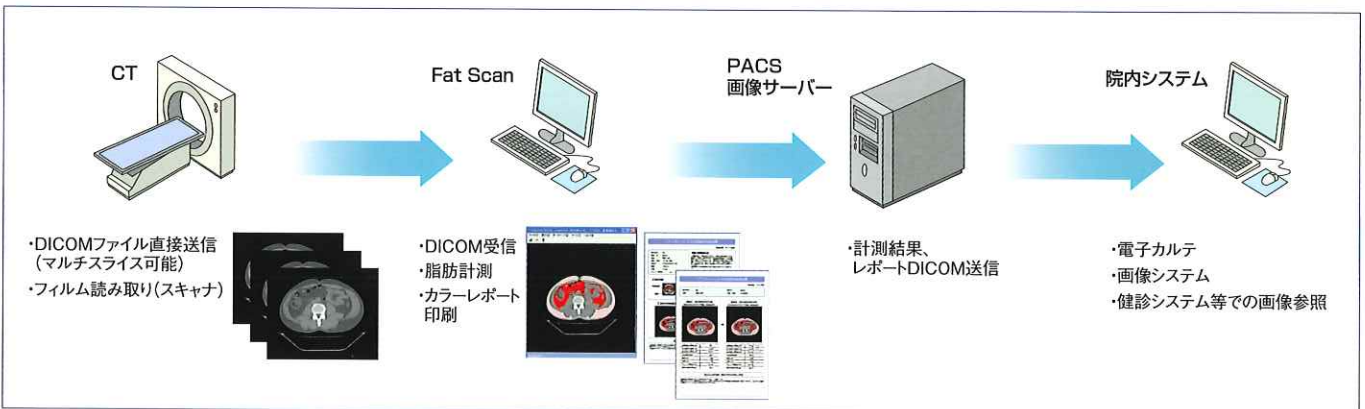 CT
Fat Scan
PACS
画像サーバー
院内システム
・DICOMファイル直接送信
（マルチスライス可能）
・フィルム読み取り（スキャナ）
・DICOM受信
・脂肪計測
・カラーレポート
印刷
・計測結果、
レポートDICOM送信
・電子カルテ
・画像システム
・健診システム等での画像参照